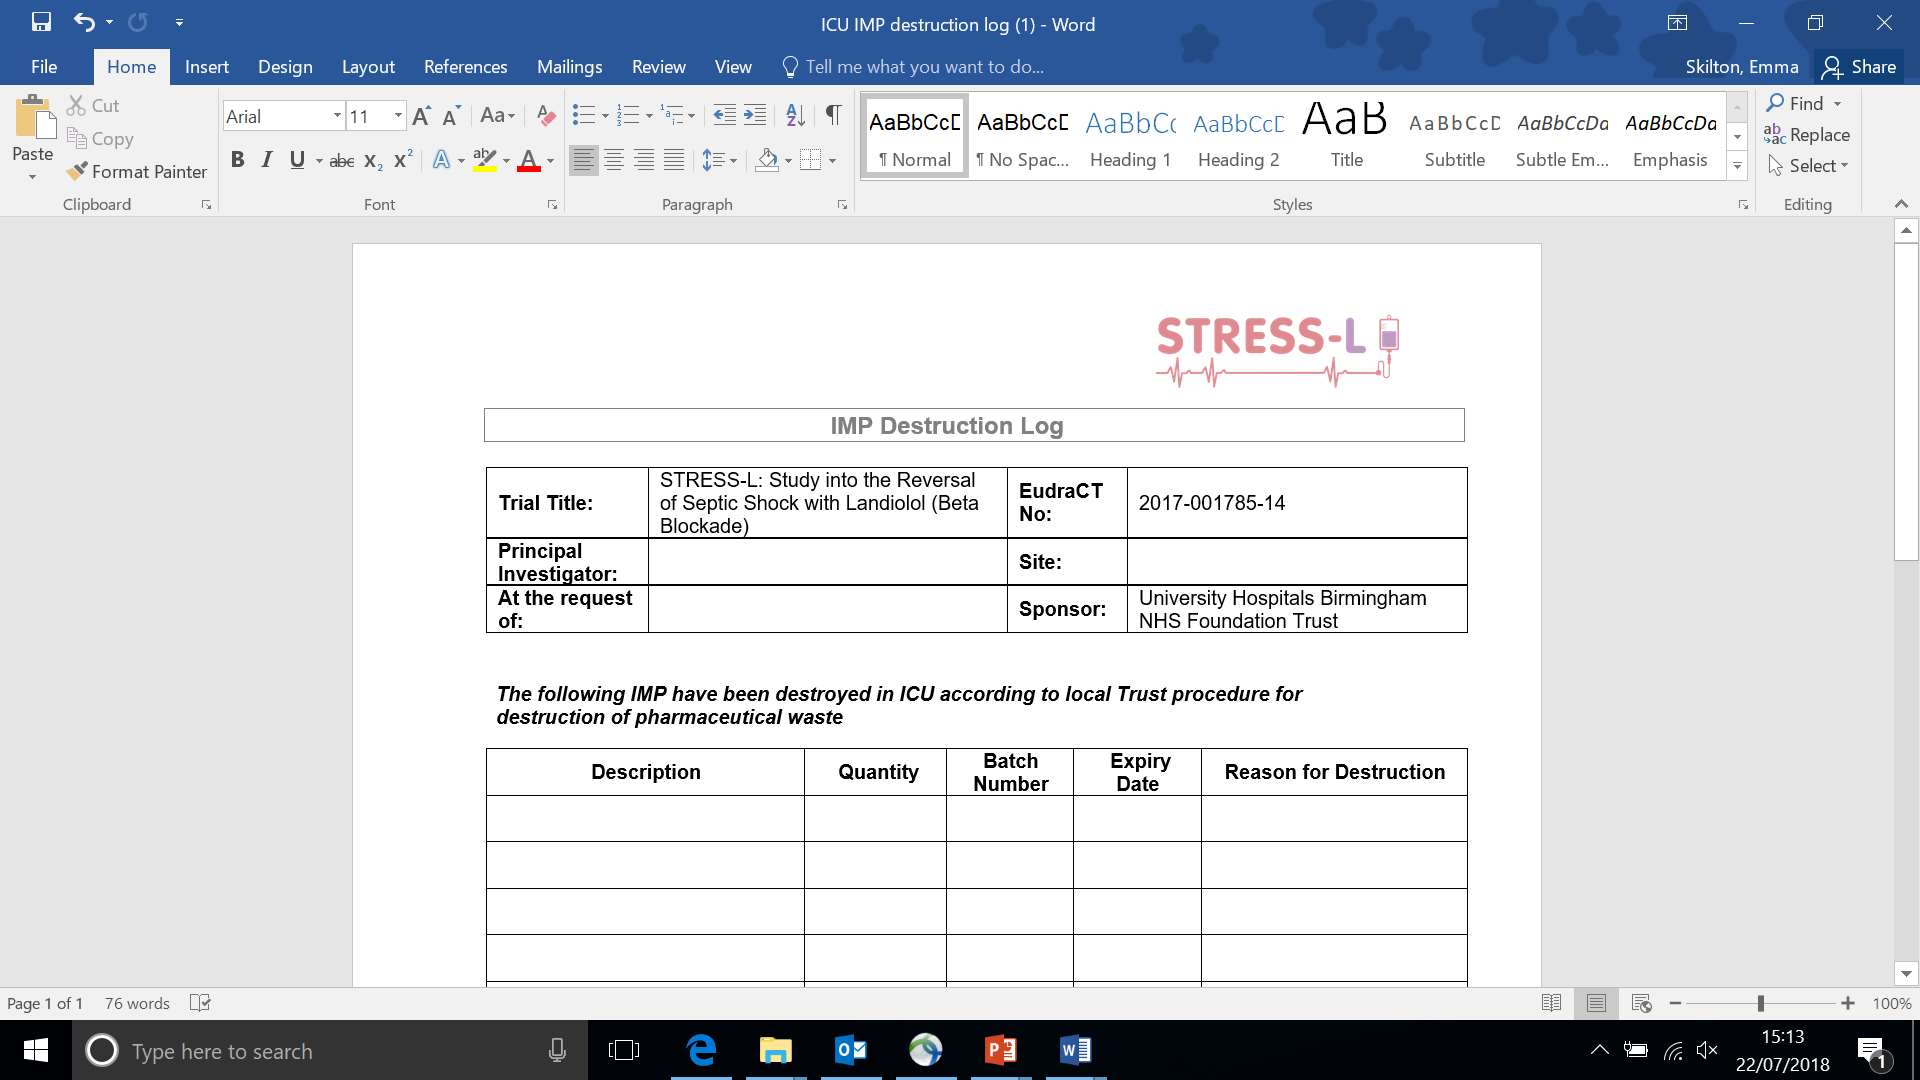 ICU IMP destruction log (1) - Word
File Home Insert Design Layout References Mailings Review View Tell me what you want to do... Skilton, Emma Share
Paste
Cut
Copy
Format Painter
Clipboard
Arial 11
Font
Paragraph
AaBbCcD AaBbCcD AaBbCc AaBbCcD AaB AaBbCcD AaBbCcDd AaBbCcDd
¶ Normal ¶ No Spac... Heading 1 Heading 2 Title Subtitle Subtle Em... Emphasis
Styles
Find
Replace
Select
Editing
STRESS-L
IMP Destruction Log
Trial Title:
STRESS-L: Study into the Reversal
of Septic Shock with Landiolol (Beta
Blockade)
EudraCT
No:
2017-001785-14
Principal
Investigator:
Site:
At the request
of:
Sponsor:
University Hospitals Birmingham
NHS Foundation Trust
The following IMP have been destroyed in ICU according to local Trust procedure for
destruction of pharmaceutical waste
Description
Quantity
Batch
Number
Expiry
Date
Reason for Destruction
Page 1 of 1 76 words
100%
Type here to search
15:13
22/07/2018
1